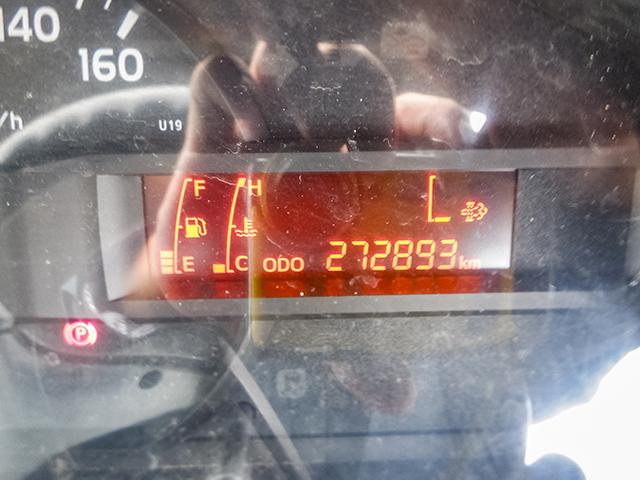 140
160
/h
U19
F H
L
E C ODO 272893 km
P